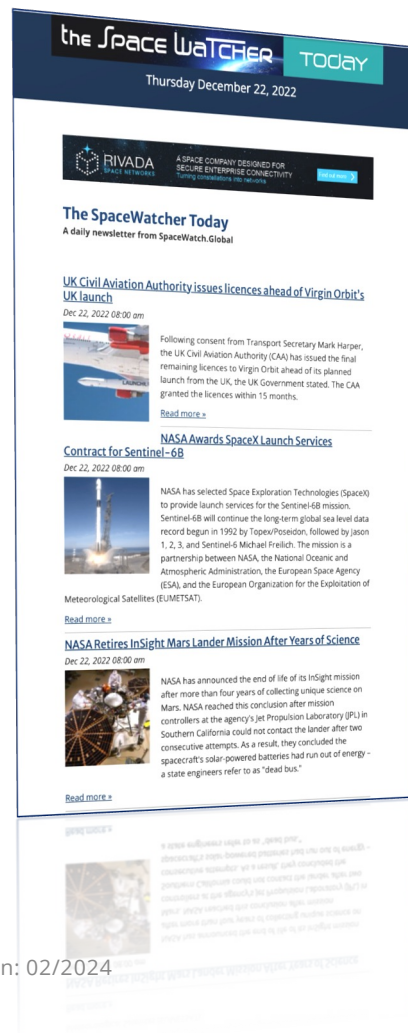 the Space WaTCHER TODAY
Thursday December 22, 2022
RIVADA
SPACE NETWORKS
A SPACE COMPANY DESIGNED FOR
SECURE ENTERPRISE CONNECTIVITY
Turning constellations into networks
Find out more
The SpaceWatcher Today
A daily newsletter from SpaceWatch.Global
UK Civil Aviation Authority issues licences ahead of Virgin Orbit's
UK launch
Dec 22, 2022 08:00 am
Following consent from Transport Secretary Mark Harper,
the UK Civil Aviation Authority (CAA) has issued the final
remaining licences to Virgin Orbit ahead of its planned
launch from the UK, the UK Government stated. The CAA
granted the licences within 15 months.
Read more »
NASA Awards SpaceX Launch Services
Contract for Sentinel-6B
Dec 22, 2022 08:00 am
NASA has selected Space Exploration Technologies (SpaceX)
to provide launch services for the Sentinel-6B mission.
Sentinel-6B will continue the long-term global sea level data
record begun in 1992 by Topex/Poseidon, followed by Jason
1, 2, 3, and Sentinel-6 Michael Freilich. The mission is a
partnership between NASA, the National Oceanic and
Atmospheric Administration, the European Space Agency
(ESA), and the European Organization for the Exploitation of
Meteorological Satellites (EUMETSAT).
Read more »
NASA Retires InSight Mars Lander Mission After Years of Science
Dec 22, 2022 08:00 am
NASA has announced the end of life of its InSight mission
after more than four years of collecting unique science on
Mars. NASA reached this conclusion after mission
controllers at the agency's Jet Propulsion Laboratory (JPL) in
Southern California could not contact the lander after two
consecutive attempts. As a result, they concluded the
spacecraft's solar-powered batteries had run out of energy –
a state engineers refer to as "dead bus."
Read more »
n: 02/2024